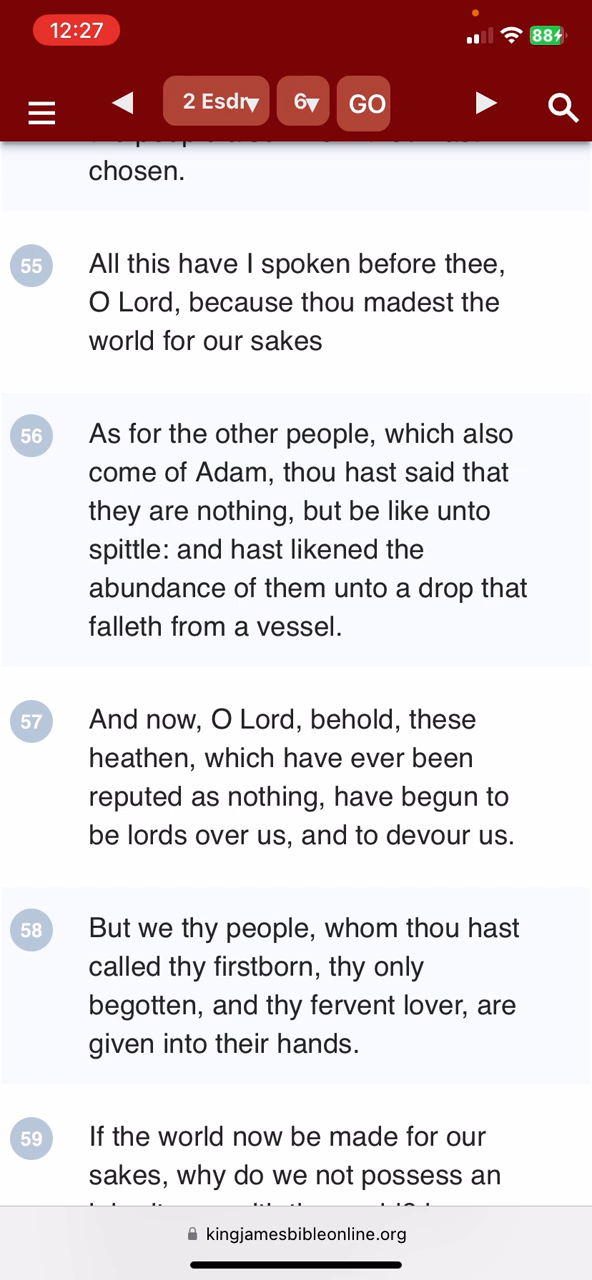 12:27
88
2 Esdr
6
GO
chosen.
55
All this have I spoken before thee,
O Lord, because thou madest the
world for our sakes
56
As for the other people, which also
come of Adam, thou hast said that
they are nothing, but be like unto
spittle: and hast likened the
abundance of them unto a drop that
falleth from a vessel.
57
And now, O Lord, behold, these
heathen, which have ever been
reputed as nothing, have begun to
be lords over us, and to devour us.
58
But we thy people, whom thou hast
called thy firstborn, thy only
begotten, and thy fervent lover, are
given into their hands.
59
If the world now be made for our
sakes, why do we not possess an
kingjamesbibleonline.org